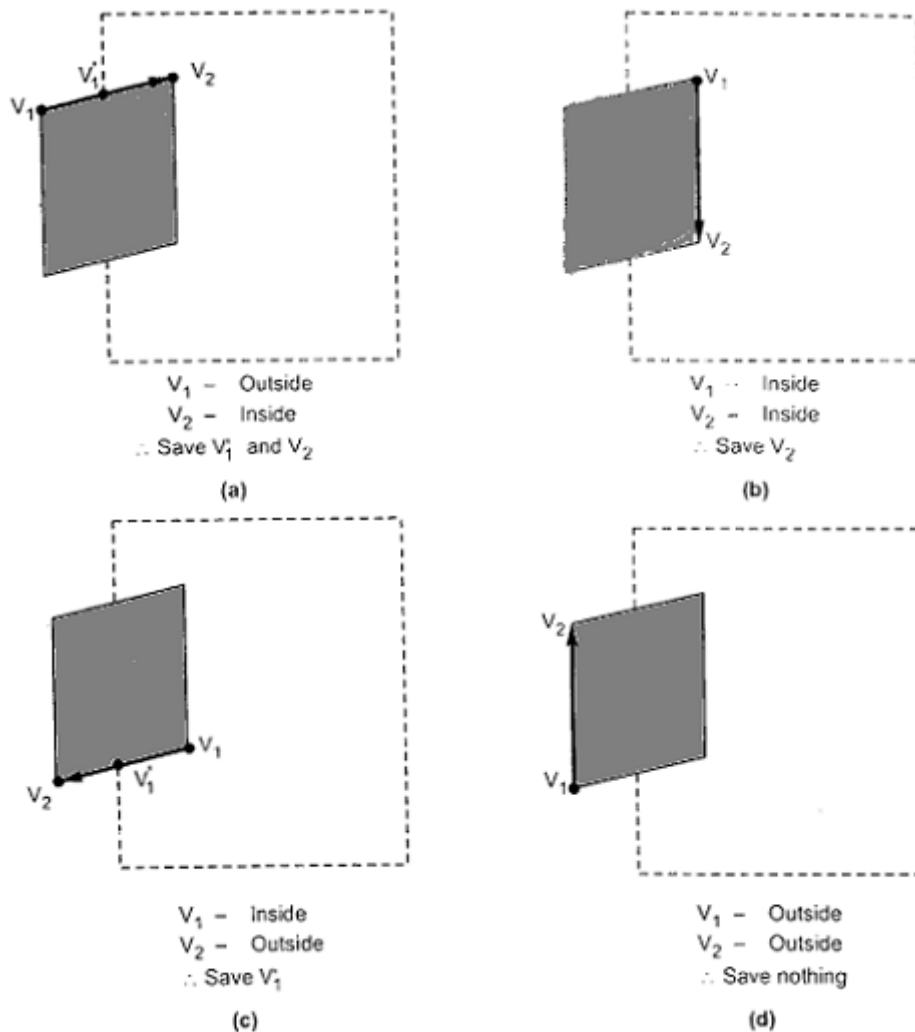 V₁ V₁' V₂
V₁ – Outside
V₂ – Inside
∴ Save V₁' and V₂
(a)
V₁
V₂
V₁ – Inside
V₂ – Inside
∴ Save V₂
(b)
V₁
V₂ V₁'
V₁ – Inside
V₂ – Outside
∴ Save V₁'
(c)
V₂
V₁
V₁ – Outside
V₂ – Outside
∴ Save nothing
(d)